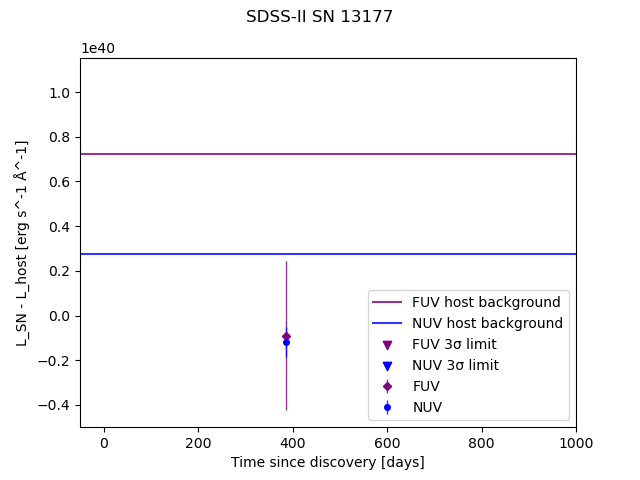 SDSS-II SN 13177
1e40
1.0
0.8
0.6
0.4
0.2
0.0
−0.2
−0.4
L_SN - L_host [erg s^-1 Å^-1]
FUV host background
NUV host background
FUV 3σ limit
NUV 3σ limit
FUV
NUV
0 200 400 600 800 1000
Time since discovery [days]